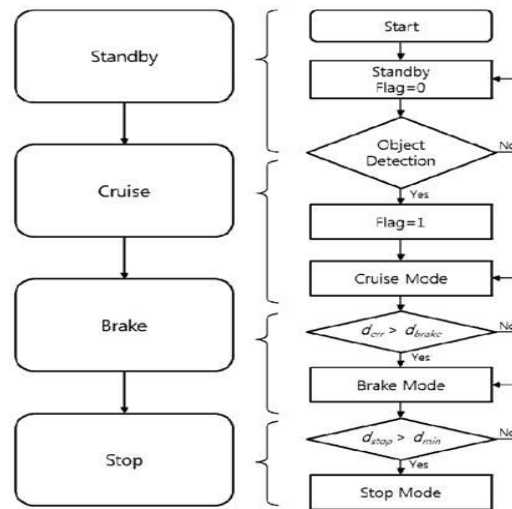 Standby
Cruise
Brake
Stop
Start
Standby
Flag=0
Object
Detection
No
Yes
Flag=1
Cruise Mode
d_err > d_brake
No
Yes
Brake Mode
d_stop > d_min
No
Yes
Stop Mode